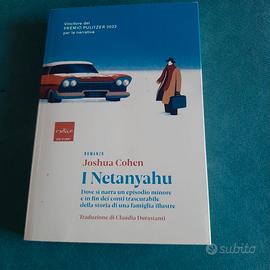 Vincitore del
PREMIO PULITZER 2022
per la narrativa
ROMANZO
Joshua Cohen
I Netanyahu
Dove si narra un episodio minore
e in fin dei conti trascurabile
della storia di una famiglia illustre
Traduzione di Claudia Durastanti
subito